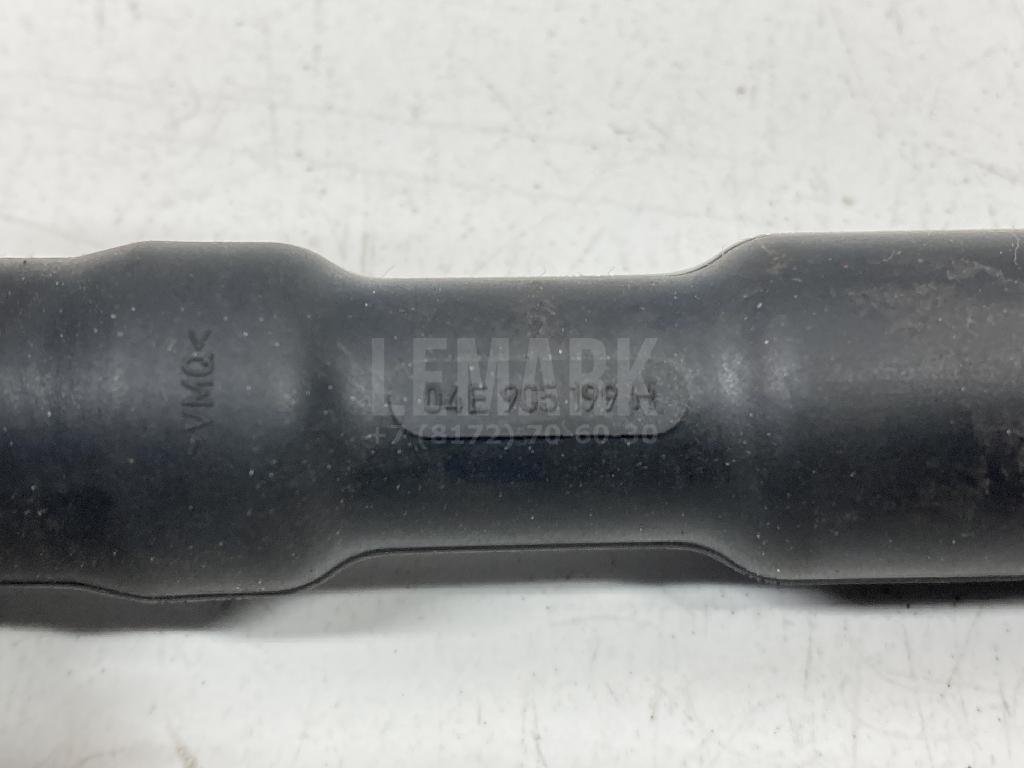 >VMQ<
LEMARK
04E 905 199 H
+7 (8172) 70-60-30